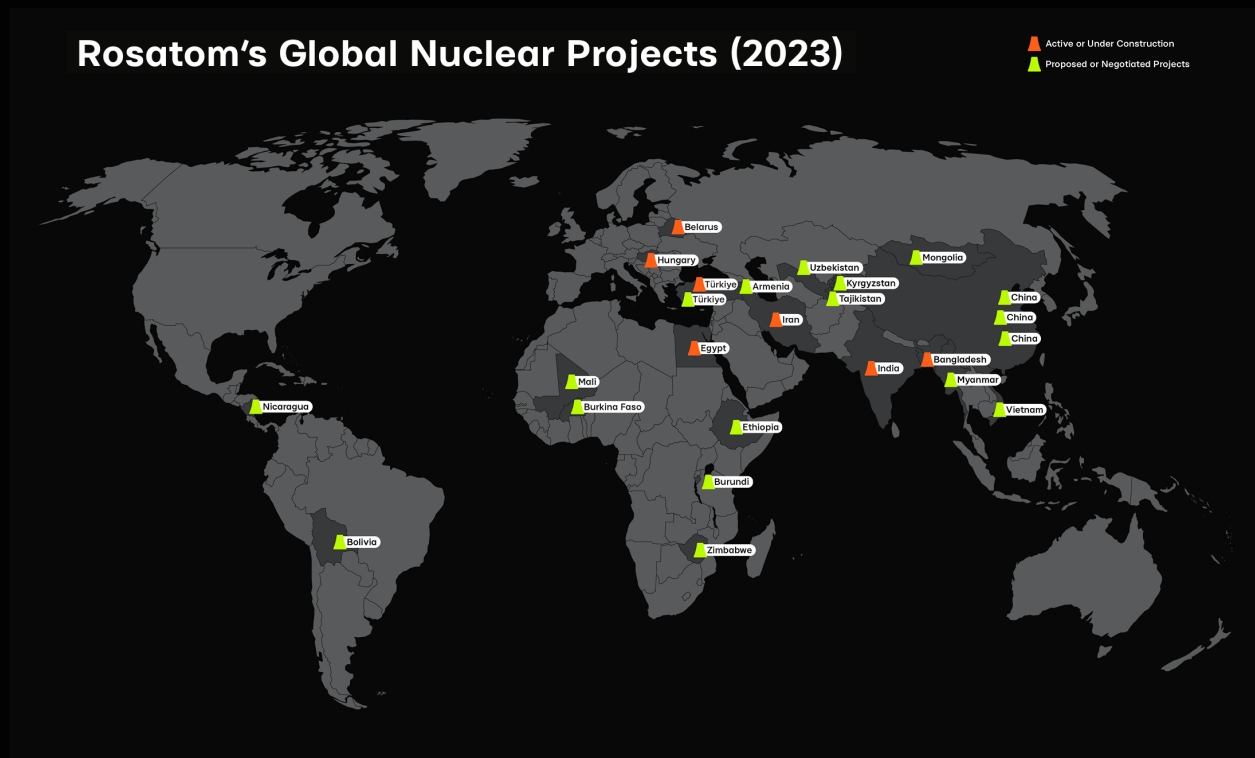 Rosatom's Global Nuclear Projects (2023)
Active or Under Construction
Proposed or Negotiated Projects
Belarus
Hungary
Mongolia
Uzbekistan
Kyrgyzstan
Türkiye
Armenia
Tajikistan
Türkiye
China
China
Iran
China
Egypt
Bangladesh
India
Mali
Myanmar
Nicaragua
Burkina Faso
Vietnam
Ethiopia
Burundi
Bolivia
Zimbabwe